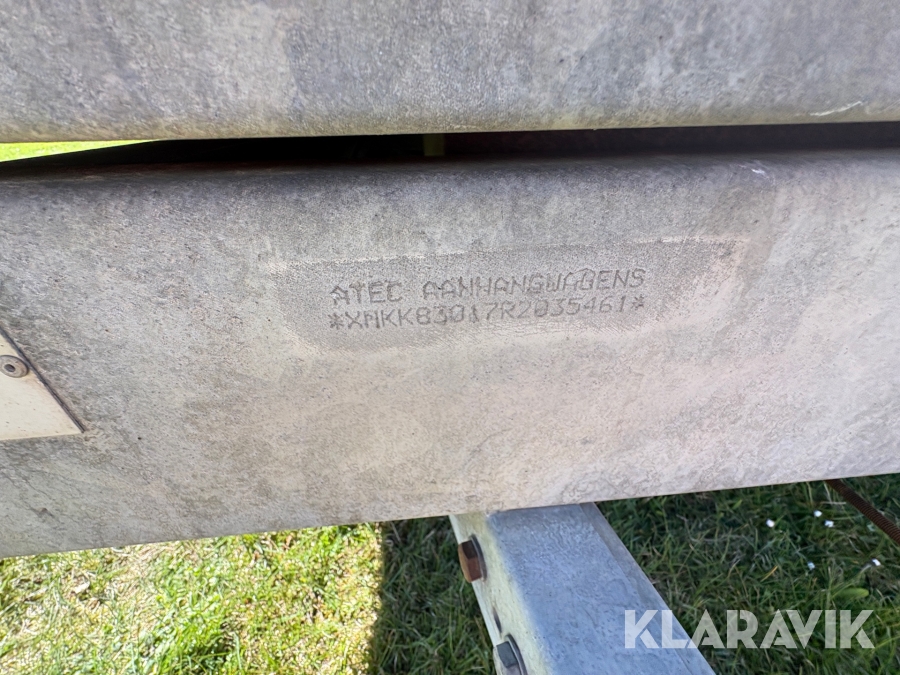 ATEC AANHANGWAGENS
*XMKK83017R2035461*
KLARAVIK